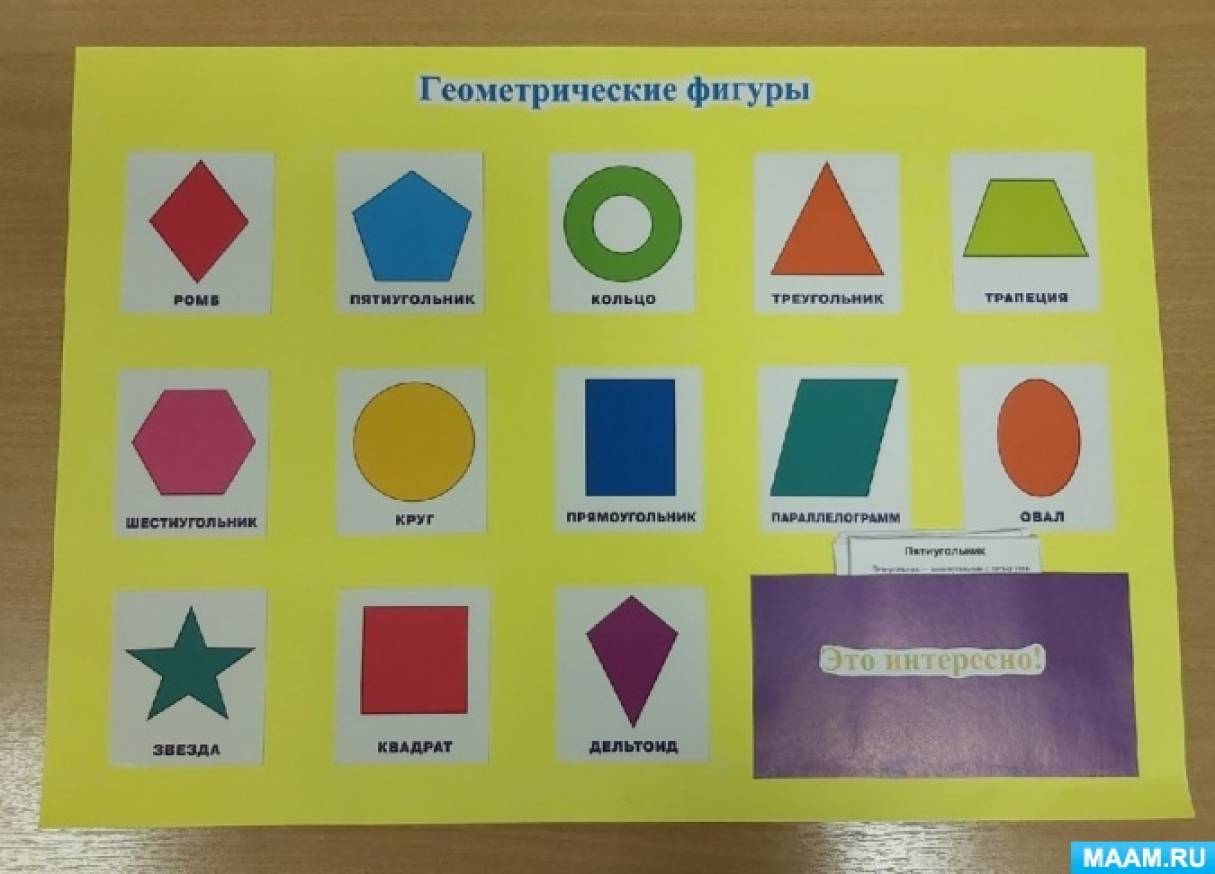 Геометрические фигуры
РОМБ
ПЯТИУГОЛЬНИК
КОЛЬЦО
ТРЕУГОЛЬНИК
ТРАПЕЦИЯ
ШЕСТИУГОЛЬНИК
КРУГ
ПРЯМОУГОЛЬНИК
ПАРАЛЛЕЛОГРАММ
ОВАЛ
Пятиугольник
ЗВЕЗДА
КВАДРАТ
ДЕЛЬТОИД
Это интересно!
MAAM.RU